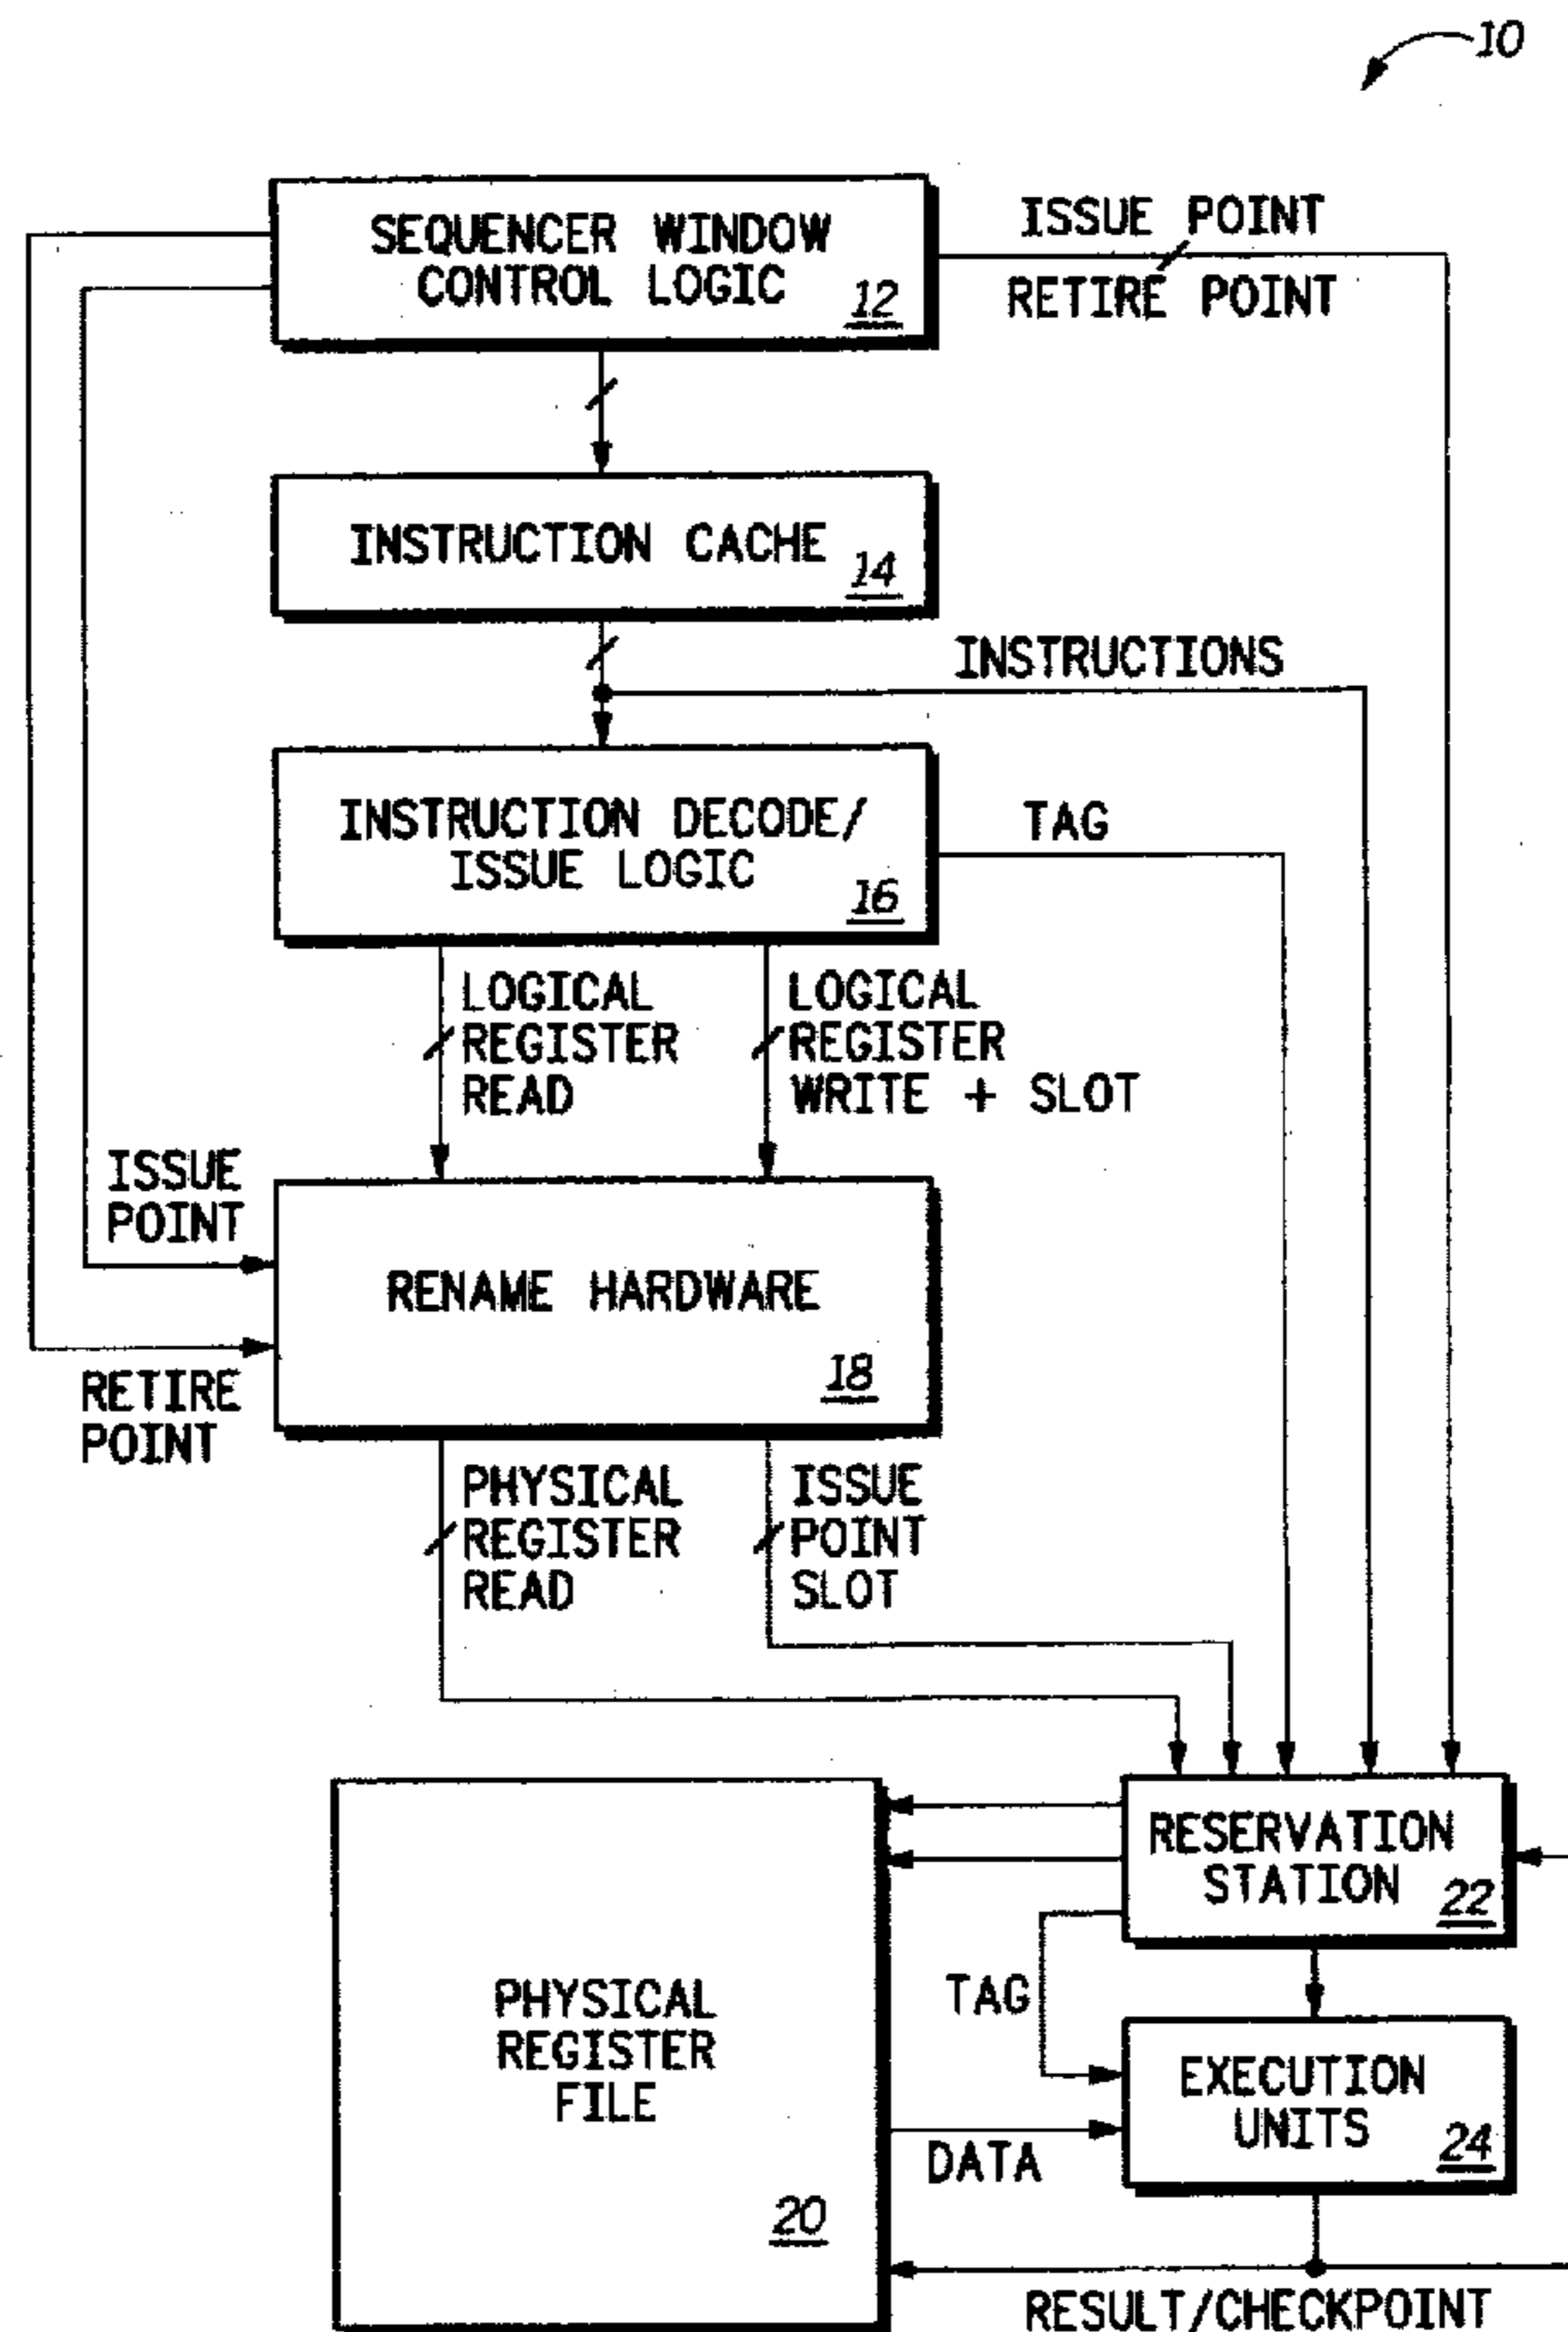 10
SEQUENCER WINDOW
CONTROL LOGIC
12
ISSUE POINT
RETIRE POINT
INSTRUCTION CACHE
14
INSTRUCTIONS
INSTRUCTION DECODE/
ISSUE LOGIC
16
TAG
LOGICAL
REGISTER
READ
LOGICAL
REGISTER
WRITE + SLOT
ISSUE
POINT
RENAME HARDWARE
18
RETIRE
POINT
PHYSICAL
REGISTER
READ
ISSUE
POINT
SLOT
RESERVATION
STATION
22
PHYSICAL
REGISTER
FILE
20
TAG
EXECUTION
UNITS
24
DATA
RESULT/CHECKPOINT